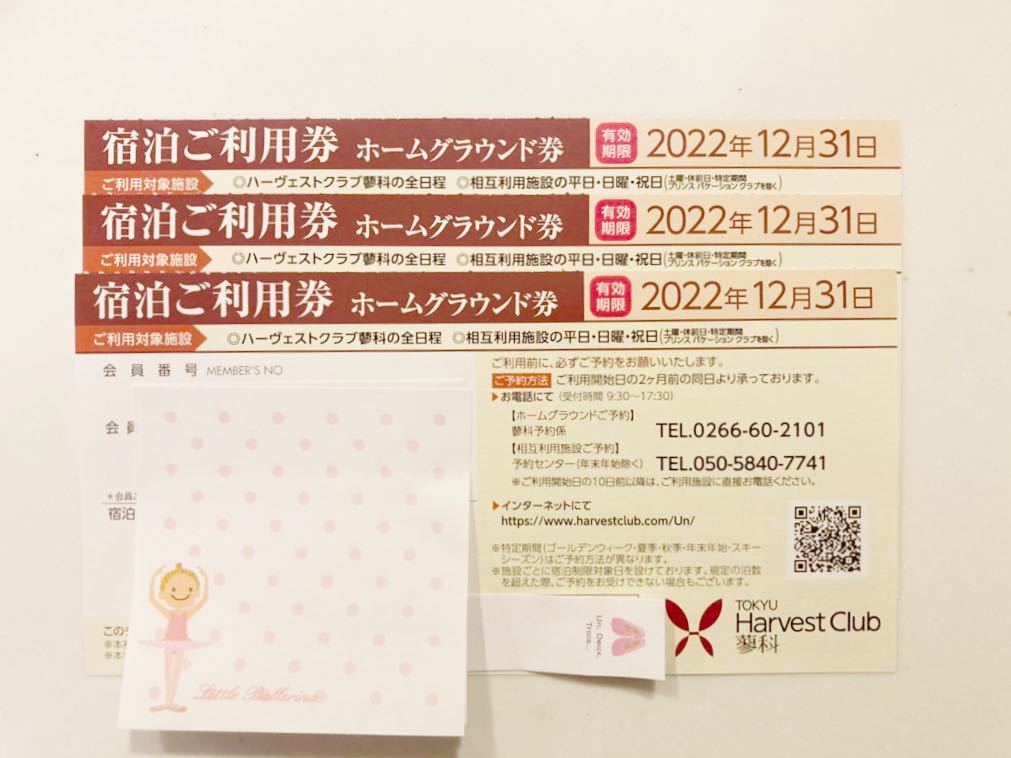 宿泊ご利用券 ホームグラウンド券 有効期限 2022年12月31日
ご利用対象施設 ◎ハーヴェストクラブ蓼科の全日程 ◎相互利用施設の平日・日曜・祝日(土曜・休前日・特定期間 プリンス バケーション クラブを除く)
宿泊ご利用券 ホームグラウンド券 有効期限 2022年12月31日
ご利用対象施設 ◎ハーヴェストクラブ蓼科の全日程 ◎相互利用施設の平日・日曜・祝日(土曜・休前日・特定期間 プリンス バケーション クラブを除く)
宿泊ご利用券 ホームグラウンド券 有効期限 2022年12月31日
ご利用対象施設 ◎ハーヴェストクラブ蓼科の全日程 ◎相互利用施設の平日・日曜・祝日(土曜・休前日・特定期間 プリンス バケーション クラブを除く)
会員番号 MEMBER'S NO
会員
*会員
宿泊
この
※本
※本
Little Ballerina
Un, Deux,
Trois...
ご利用前に、必ずご予約をお願いいたします。
ご予約方法 ご利用開始日の2ヶ月前の同日より承っております。
▶お電話にて (受付時間 9:30〜17:30)
【ホームグラウンドご予約】
蓼科予約係 TEL.0266-60-2101
【相互利用施設ご予約】
予約センター(年末年始除く) TEL.050-5840-7741
※ご利用開始日の10日前以降は、ご利用施設に直接お電話ください。
▶インターネットにて
https://www.harvestclub.com/Un/
※特定期間(ゴールデンウィーク・夏季・秋季・年末年始・スキー
シーズン)はご予約方法が異なります。
※施設ごとに宿泊制限対象日を設けております。規定の泊数
を超えた際、ご予約をお受けできない場合もございます。
TOKYU
Harvest Club
蓼科